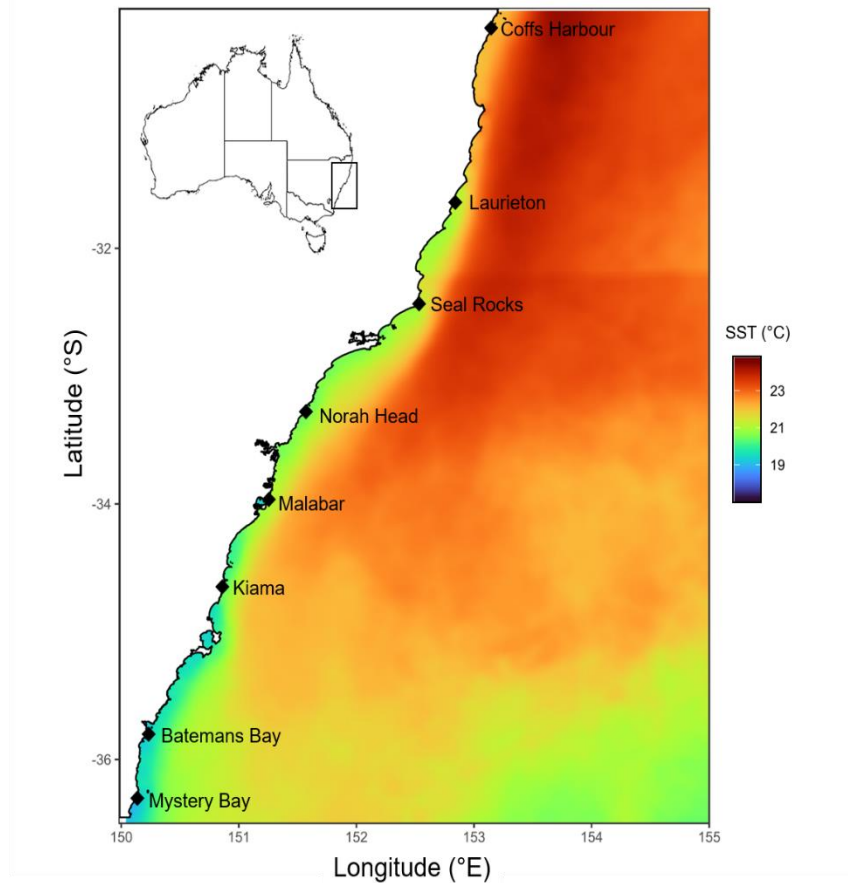 Coffs Harbour
Laurieton
-32
Seal Rocks
SST (°C)
23
21
19
Norah Head
Latitude (°S)
Malabar
-34
Kiama
Batemans Bay
-36
Mystery Bay
150
151
152
153
154
155
Longitude (°E)